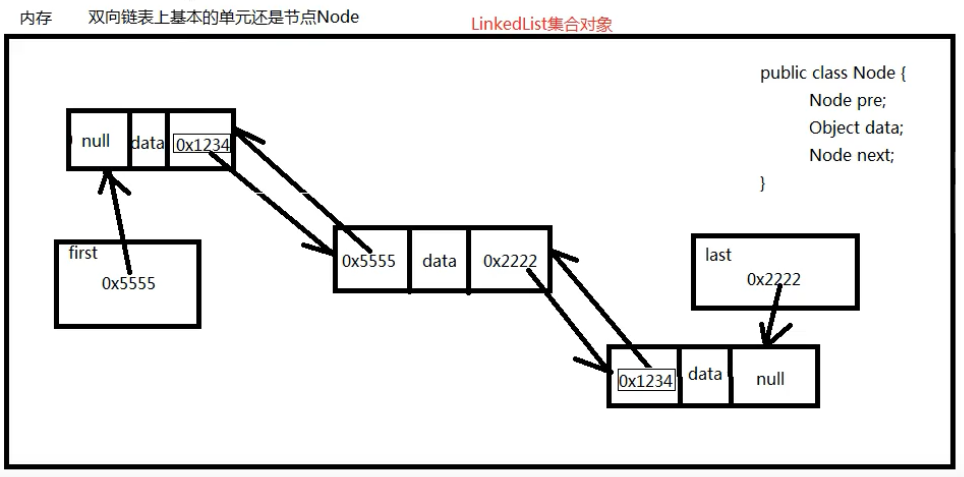 内存 双向链表上基本的单元还是节点Node
LinkedList集合对象
public class Node {
Node pre;
Object data;
Node next;
}
null data 0x1234
first
0x5555
0x5555 data 0x2222
last
0x2222
0x1234 data null